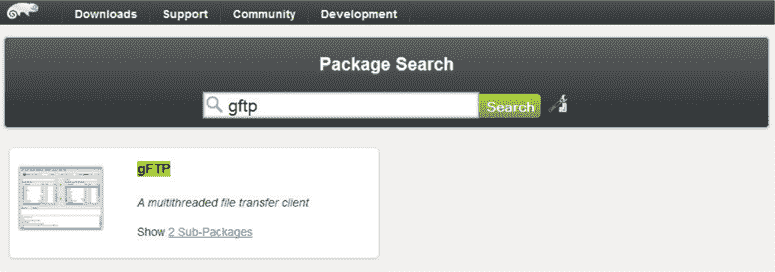 Downloads Support Community Development
Package Search
gftp Search
gFTP
A multithreaded file transfer client
Show 2 Sub-Packages